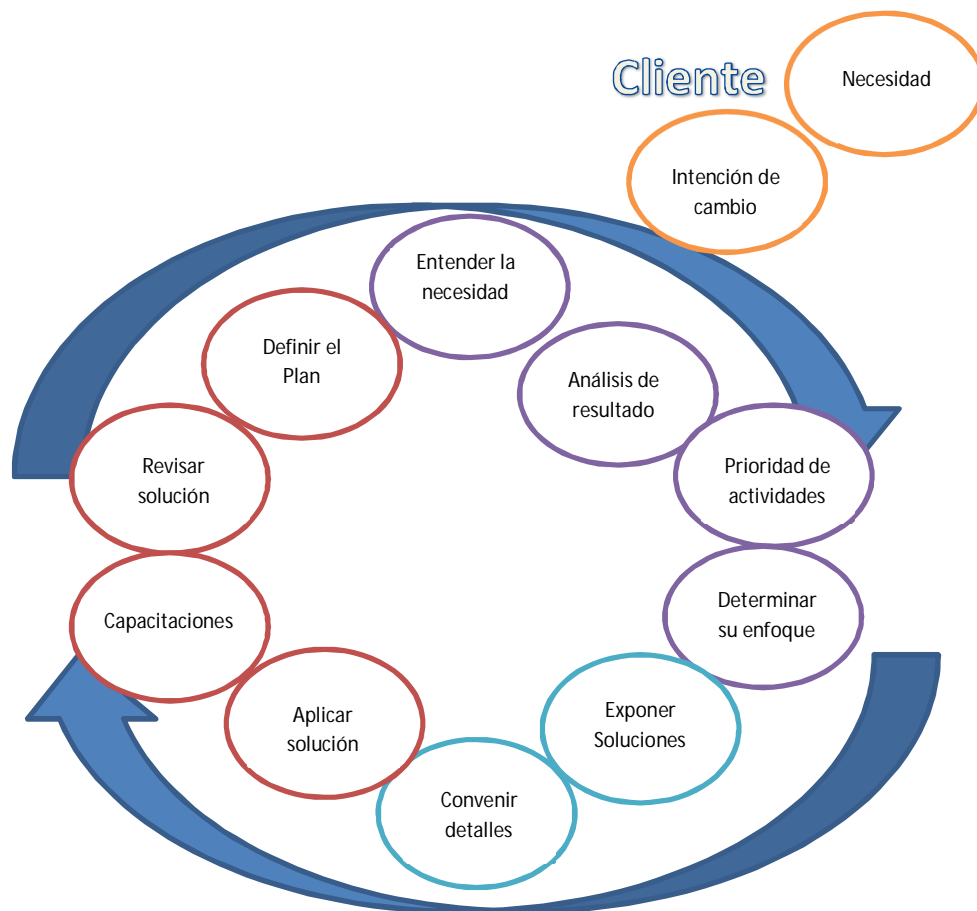 Cliente
Necesidad
Intención de
cambio
Entender la
necesidad
Análisis de
resultado
Prioridad de
actividades
Determinar
su enfoque
Exponer
Soluciones
Convenir
detalles
Aplicar
solución
Capacitaciones
Revisar
solución
Definir el
Plan